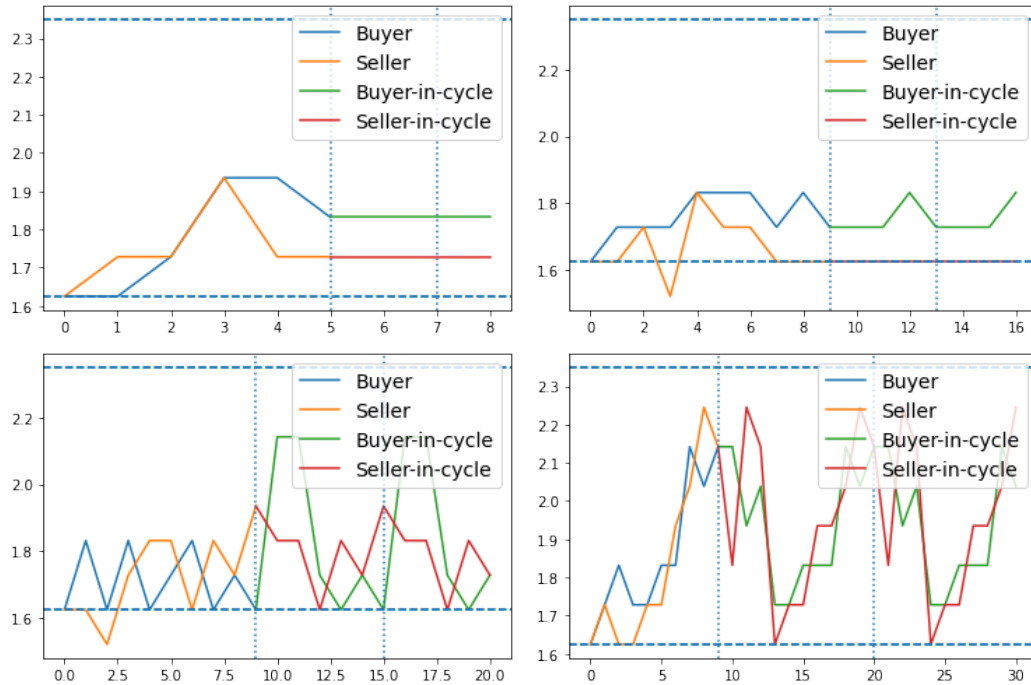 2.3
2.2
2.1
2.0
1.9
1.8
1.7
1.6
0 1 2 3 4 5 6 7 8
Buyer
Seller
Buyer-in-cycle
Seller-in-cycle
2.2
2.0
1.8
1.6
0 2 4 6 8 10 12 14 16
Buyer
Seller
Buyer-in-cycle
Seller-in-cycle
2.2
2.0
1.8
1.6
0.0 2.5 5.0 7.5 10.0 12.5 15.0 17.5 20.0
Buyer
Seller
Buyer-in-cycle
Seller-in-cycle
2.3
2.2
2.1
2.0
1.9
1.8
1.7
1.6
0 5 10 15 20 25 30
Buyer
Seller
Buyer-in-cycle
Seller-in-cycle